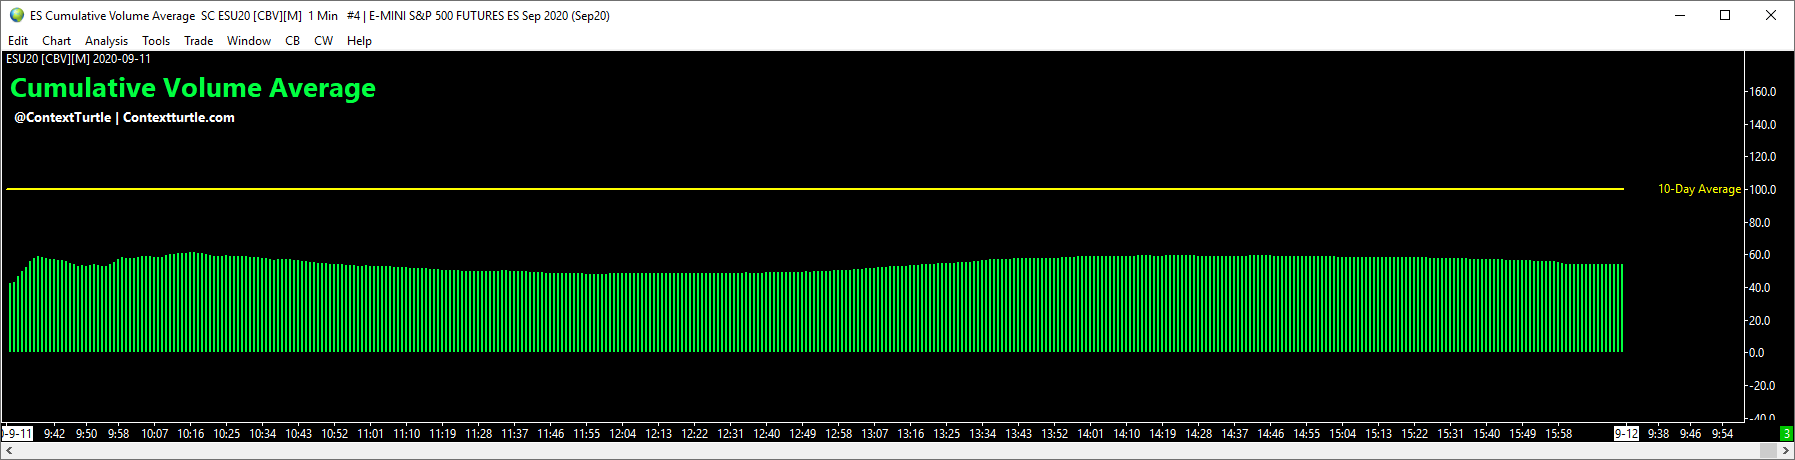 ES Cumulative Volume Average  SC ESU20 [CBV][M]  1 Min   #4 | E-MINI S&P 500 FUTURES ES Sep 2020 (Sep20)
Edit Chart Analysis Tools Trade Window CB CW Help
ESU20 [CBV][M] 2020-09-11
Cumulative Volume Average
@ContextTurtle | Contextturtle.com
160.0
140.0
120.0
10-Day Average 100.0
80.0
60.0
40.0
20.0
0.0
-20.0
-40.0
-9-11 9:42 9:50 9:58 10:07 10:16 10:25 10:34 10:43 10:52 11:01 11:10 11:19 11:28 11:37 11:46 11:55 12:04 12:13 12:22 12:31 12:40 12:49 12:58 13:07 13:16 13:25 13:34 13:43 13:52 14:01 14:10 14:19 14:28 14:37 14:46 14:55 15:04 15:13 15:22 15:31 15:40 15:49 15:58 9-12 9:38 9:46 9:54 3